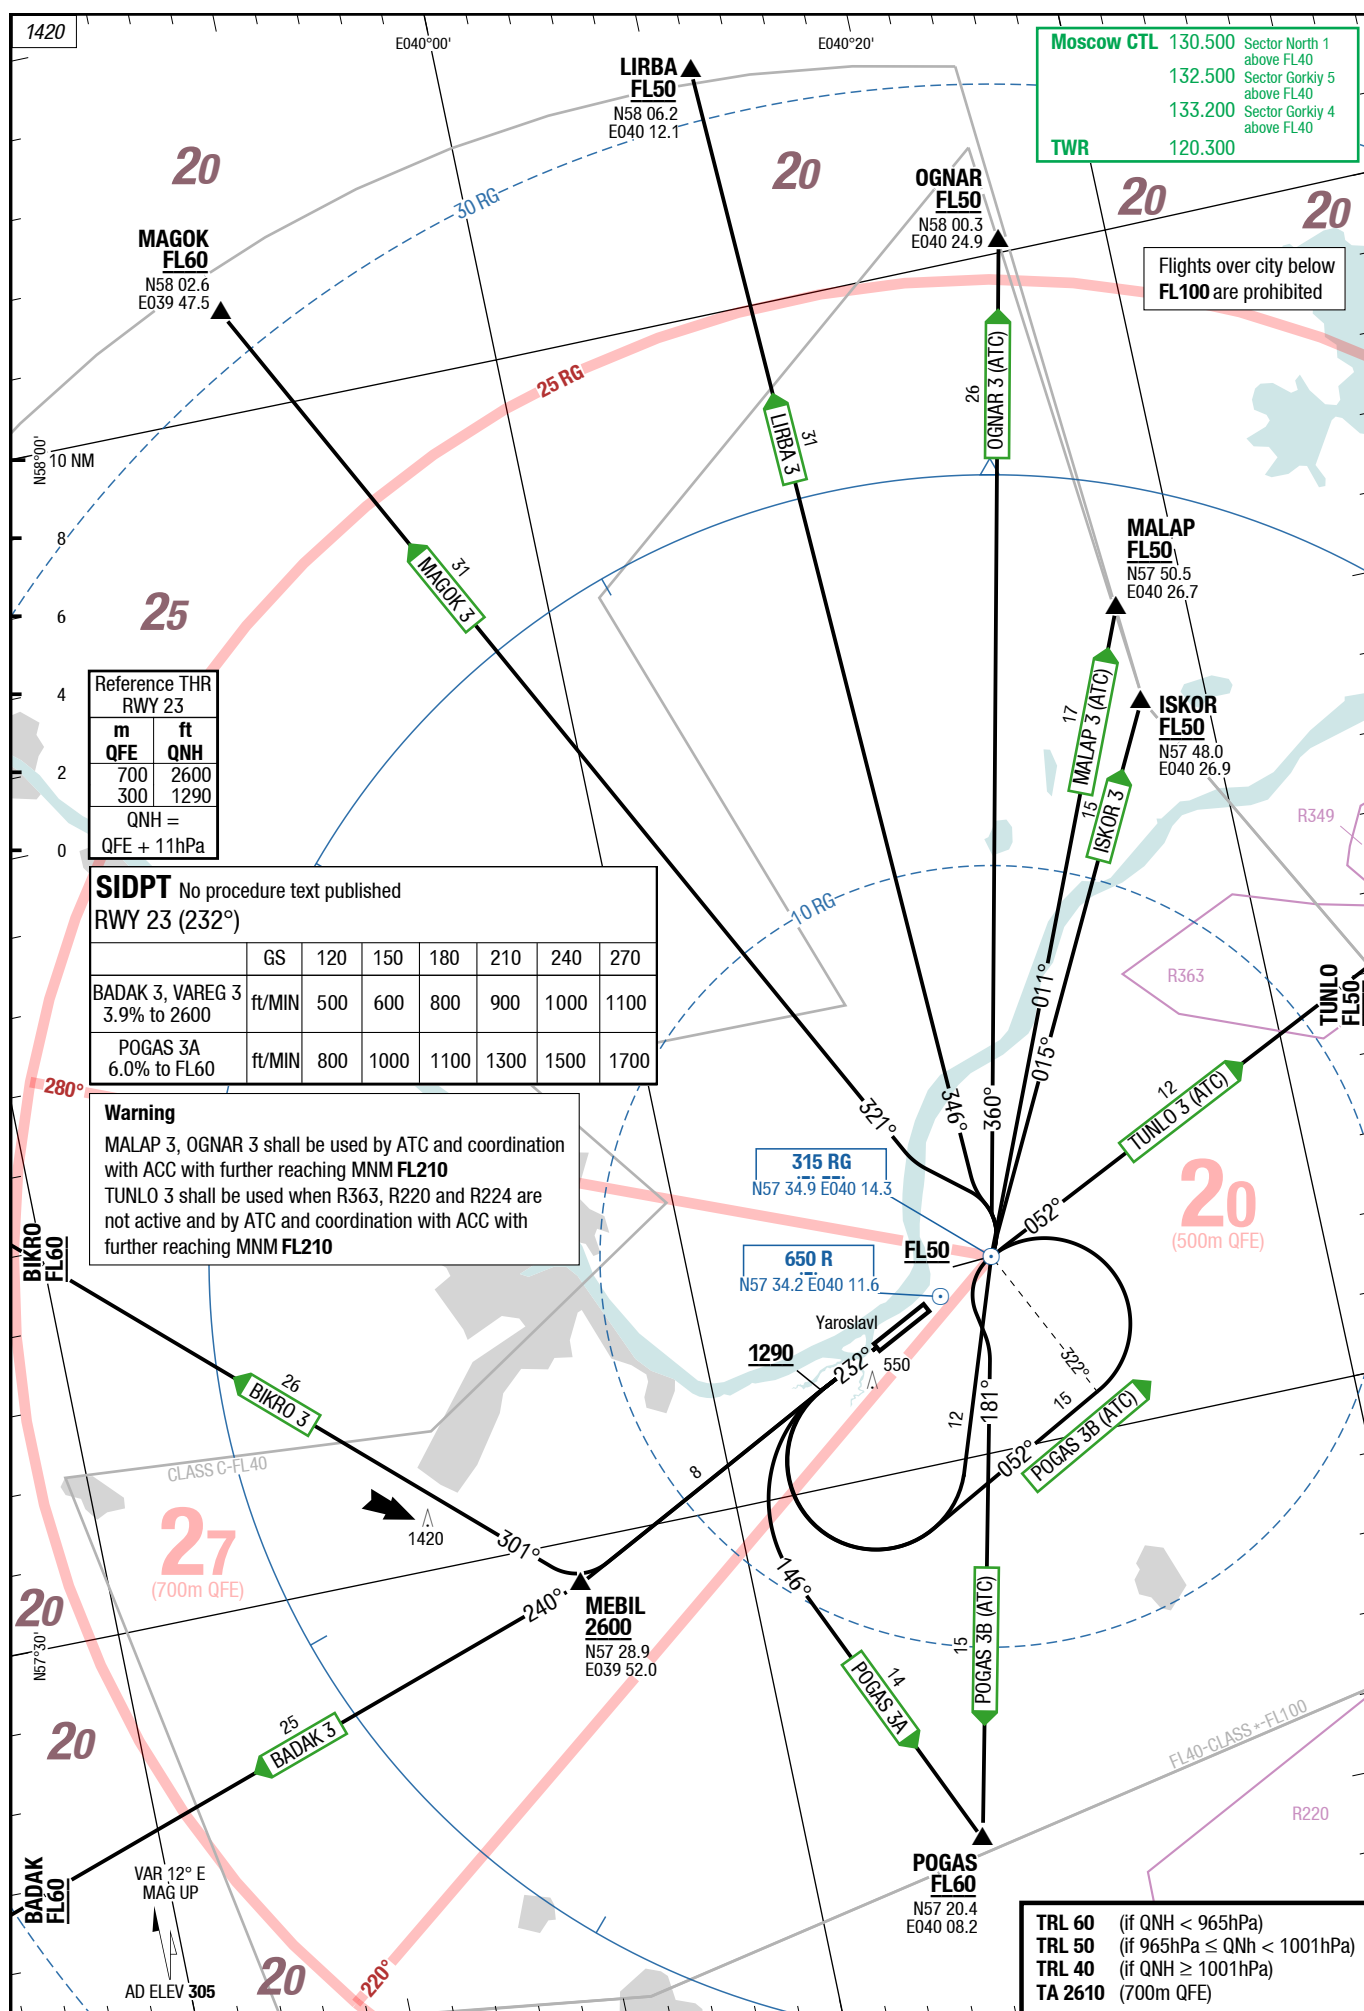 1420
E040°00'
E040°20'
Moscow CTL 130.500 Sector North 1
above FL40
132.500 Sector Gorkiy 5
above FL40
133.200 Sector Gorkiy 4
above FL40
TWR 120.300
LIRBA
FL50
N58 06.2
E040 12.1
20
20
20
20
OGNAR
FL50
N58 00.3
E040 24.9
30 RG
MAGOK
FL60
N58 02.6
E039 47.5
Flights over city below
FL100 are prohibited
25 RG
26
OGNAR 3 (ATC)
31
LIRBA 3
N58°00'
10 NM
8
6
4
2
0
31
MAGOK 3
25
MALAP
FL50
N57 50.5
E040 26.7
17
MALAP 3 (ATC)
ISKOR
FL50
N57 48.0
E040 26.9
15
ISKOR 3
R349
Reference THR
RWY 23
m ft
QFE QNH
700 2600
300 1290
QNH =
QFE + 11hPa
SIDPT No procedure text published
RWY 23 (232°)
GS 120 150 180 210 240 270
BADAK 3, VAREG 3
3.9% to 2600
ft/MIN 500 600 800 900 1000 1100
POGAS 3A
6.0% to FL60
ft/MIN 800 1000 1100 1300 1500 1700
10 RG
R363
TUNLO
FL50
011°
015°
280°
321°
346°
360°
12
TUNLO 3 (ATC)
Warning
MALAP 3, OGNAR 3 shall be used by ATC and coordination
with ACC with further reaching MNM FL210
TUNLO 3 shall be used when R363, R220 and R224 are
not active and by ATC and coordination with ACC with
further reaching MNM FL210
315 RG
N57 34.9 E040 14.3
052°
20
(500m QFE)
BIKRO
FL60
FL50
650 R
N57 34.2 E040 11.6
Yaroslavl
1290
232°
550
322°
26
BIKRO 3
12
181°
15
POGAS 3B (ATC)
052°
CLASS C-FL40
8
27
(700m QFE)
1420
301°
240°
MEBIL
2600
N57 28.9
E039 52.0
146°
14
POGAS 3A
15
POGAS 3B (ATC)
20
N57°30'
20
25
BADAK 3
FL40-CLASS*-FL100
R220
BADAK
FL60
VAR 12° E
MAG UP
AD ELEV 305
20
220°
POGAS
FL60
N57 20.4
E040 08.2
TRL 60 (if QNH < 965hPa)
TRL 50 (if 965hPa ≤ QNh < 1001hPa)
TRL 40 (if QNH ≥ 1001hPa)
TA 2610 (700m QFE)